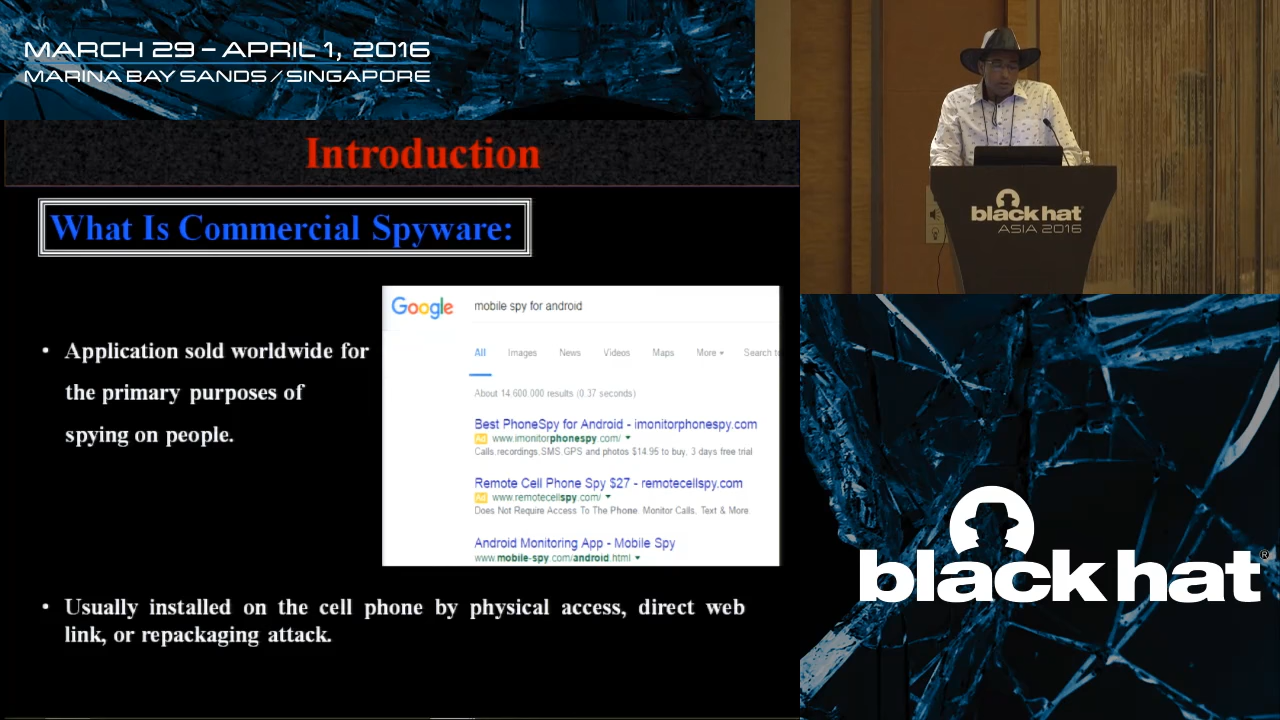 MARCH 29 – APRIL 1, 2016
MARINA BAY SANDS / SINGAPORE
Introduction
What Is Commercial Spyware:
• Application sold worldwide for
the primary purposes of
spying on people.
Google
mobile spy for android
All Images News Videos Maps More Search to
About 14,600,000 results (0.37 seconds)
Best PhoneSpy for Android - imonitorphonespy.com
Ad www.imonitorphonespy.com/
Calls,recordings,SMS GPS and photos $14.95 to buy, 3 days free trial
Remote Cell Phone Spy $27 - remotecellspy.com
Ad www.remotecellspy.com/
Does Not Require Access To The Phone. Monitor Calls, Text & More.
Android Monitoring App - Mobile Spy
www.mobile-spy.com/android.html
• Usually installed on the cell phone by physical access, direct web
link, or repackaging attack.
black hat
ASIA 2016
black hat®